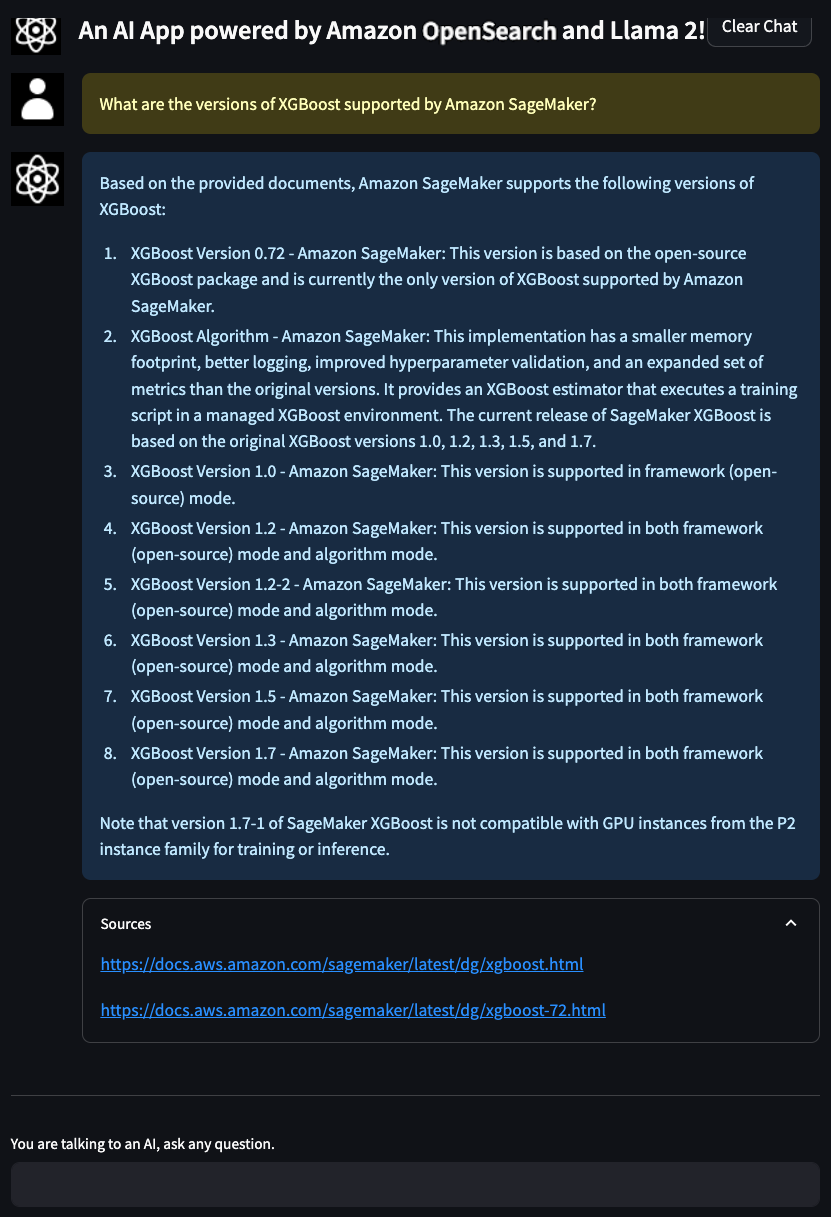 An AI App powered by Amazon OpenSearch and Llama 2!
Clear Chat
What are the versions of XGBoost supported by Amazon SageMaker?
Based on the provided documents, Amazon SageMaker supports the following versions of
XGBoost:
1. XGBoost Version 0.72 - Amazon SageMaker: This version is based on the open-source
XGBoost package and is currently the only version of XGBoost supported by Amazon
SageMaker.
2. XGBoost Algorithm - Amazon SageMaker: This implementation has a smaller memory
footprint, better logging, improved hyperparameter validation, and an expanded set of
metrics than the original versions. It provides an XGBoost estimator that executes a training
script in a managed XGBoost environment. The current release of SageMaker XGBoost is
based on the original XGBoost versions 1.0, 1.2, 1.3, 1.5, and 1.7.
3. XGBoost Version 1.0 - Amazon SageMaker: This version is supported in framework (open-
source) mode.
4. XGBoost Version 1.2 - Amazon SageMaker: This version is supported in both framework
(open-source) mode and algorithm mode.
5. XGBoost Version 1.2-2 - Amazon SageMaker: This version is supported in both framework
(open-source) mode and algorithm mode.
6. XGBoost Version 1.3 - Amazon SageMaker: This version is supported in both framework
(open-source) mode and algorithm mode.
7. XGBoost Version 1.5 - Amazon SageMaker: This version is supported in both framework
(open-source) mode and algorithm mode.
8. XGBoost Version 1.7 - Amazon SageMaker: This version is supported in both framework
(open-source) mode and algorithm mode.
Note that version 1.7-1 of SageMaker XGBoost is not compatible with GPU instances from the P2
instance family for training or inference.
Sources
https://docs.aws.amazon.com/sagemaker/latest/dg/xgboost.html
https://docs.aws.amazon.com/sagemaker/latest/dg/xgboost-72.html
You are talking to an AI, ask any question.